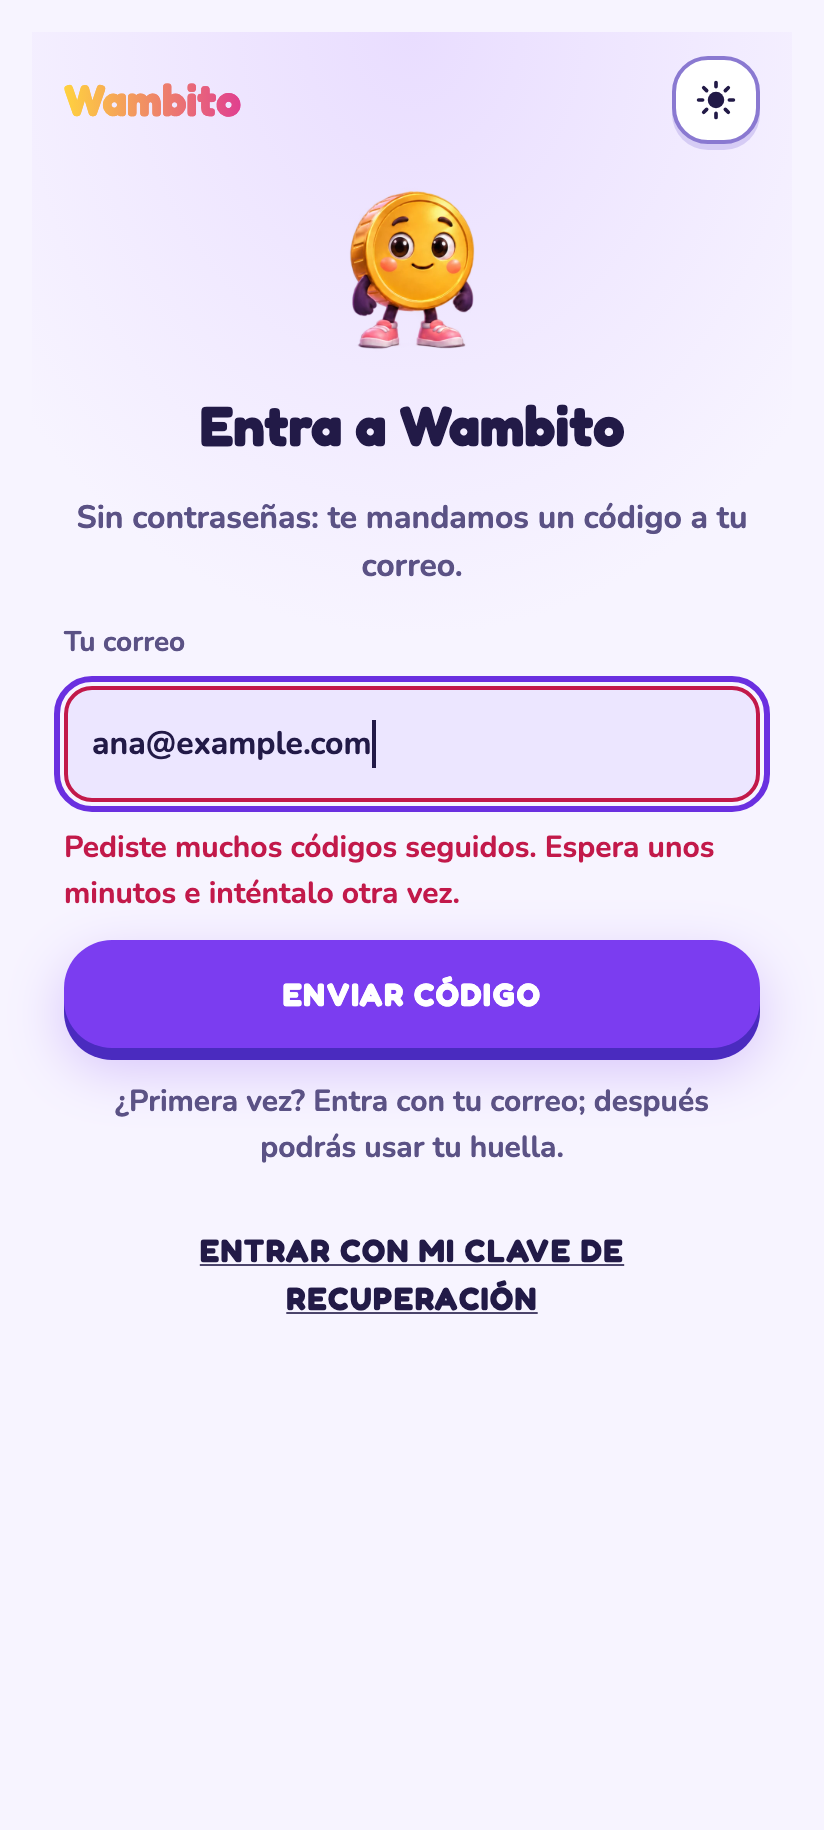 Wambito
Entra a Wambito
Sin contraseñas: te mandamos un código a tu
correo.
Tu correo
ana@example.com
Pediste muchos códigos seguidos. Espera unos
minutos e inténtalo otra vez.
ENVIAR CÓDIGO
¿Primera vez? Entra con tu correo; después
podrás usar tu huella.
ENTRAR CON MI CLAVE DE
RECUPERACIÓN